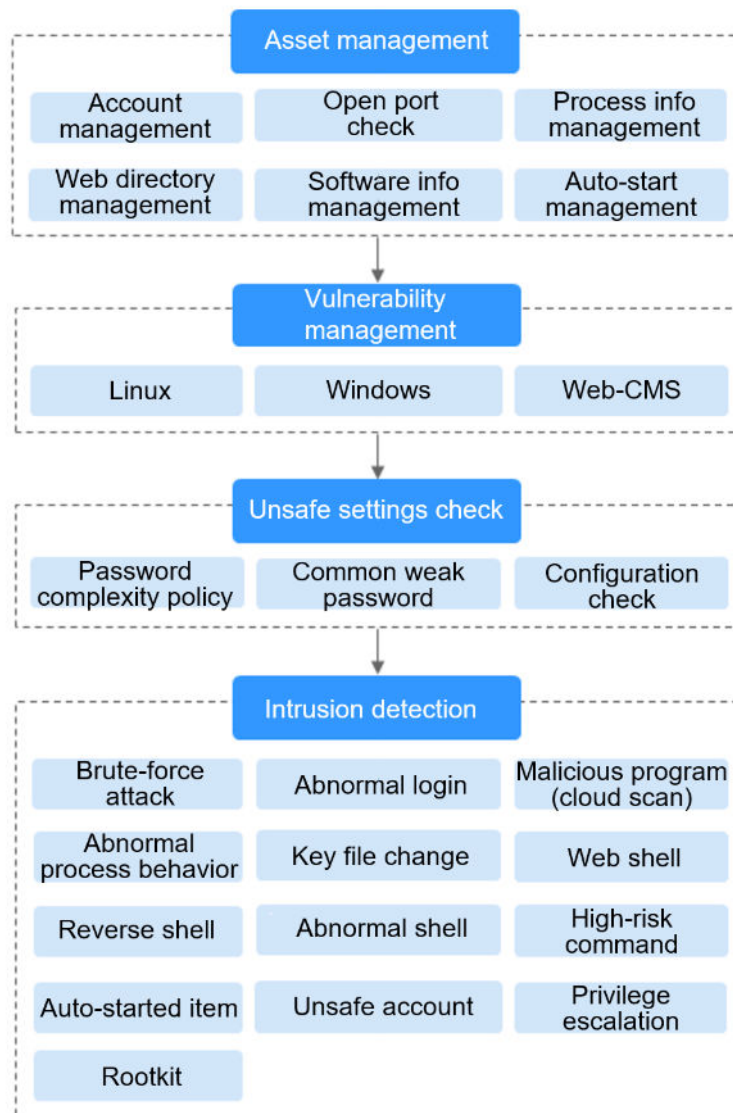 Asset management
Account
management
Open port
check
Process info
management
Web directory
management
Software info
management
Auto-start
management
Vulnerability
management
Linux
Windows
Web-CMS
Unsafe settings check
Password
complexity policy
Common weak
password
Configuration
check
Intrusion detection
Brute-force
attack
Abnormal login
Malicious program
(cloud scan)
Abnormal
process behavior
Key file change
Web shell
Reverse shell
Abnormal shell
High-risk
command
Auto-started item
Unsafe account
Privilege
escalation
Rootkit